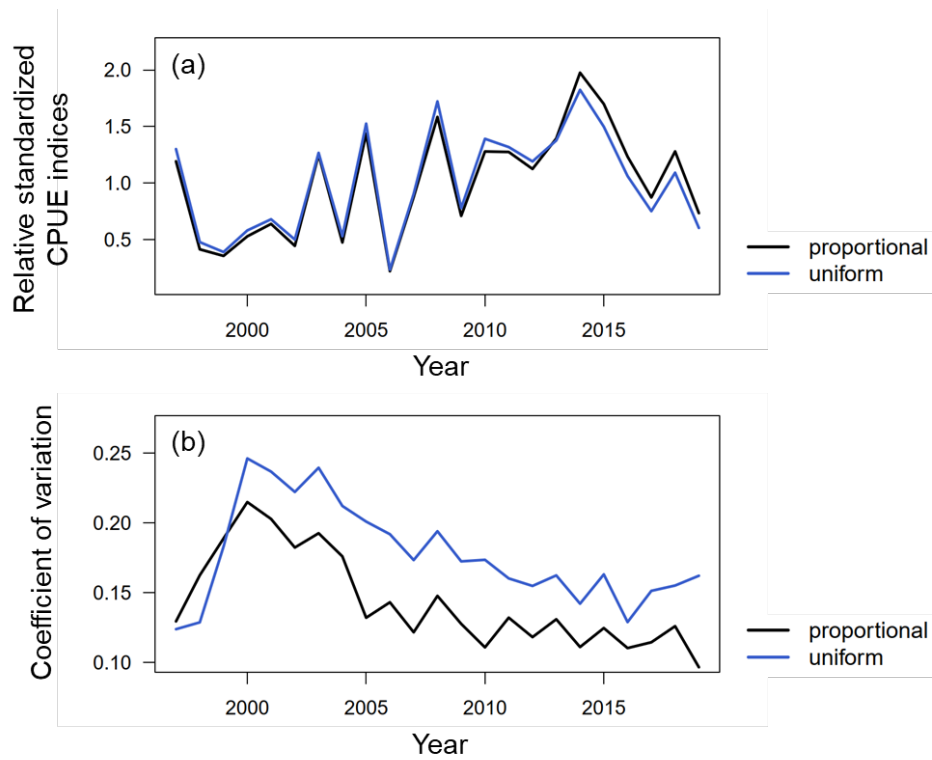 (a)
Relative standardized
CPUE indices
2.0
1.5
1.0
0.5
2000 2005 2010 2015
Year
proportional
uniform
(b)
Coefficient of variation
0.25
0.20
0.15
0.10
2000 2005 2010 2015
Year
proportional
uniform